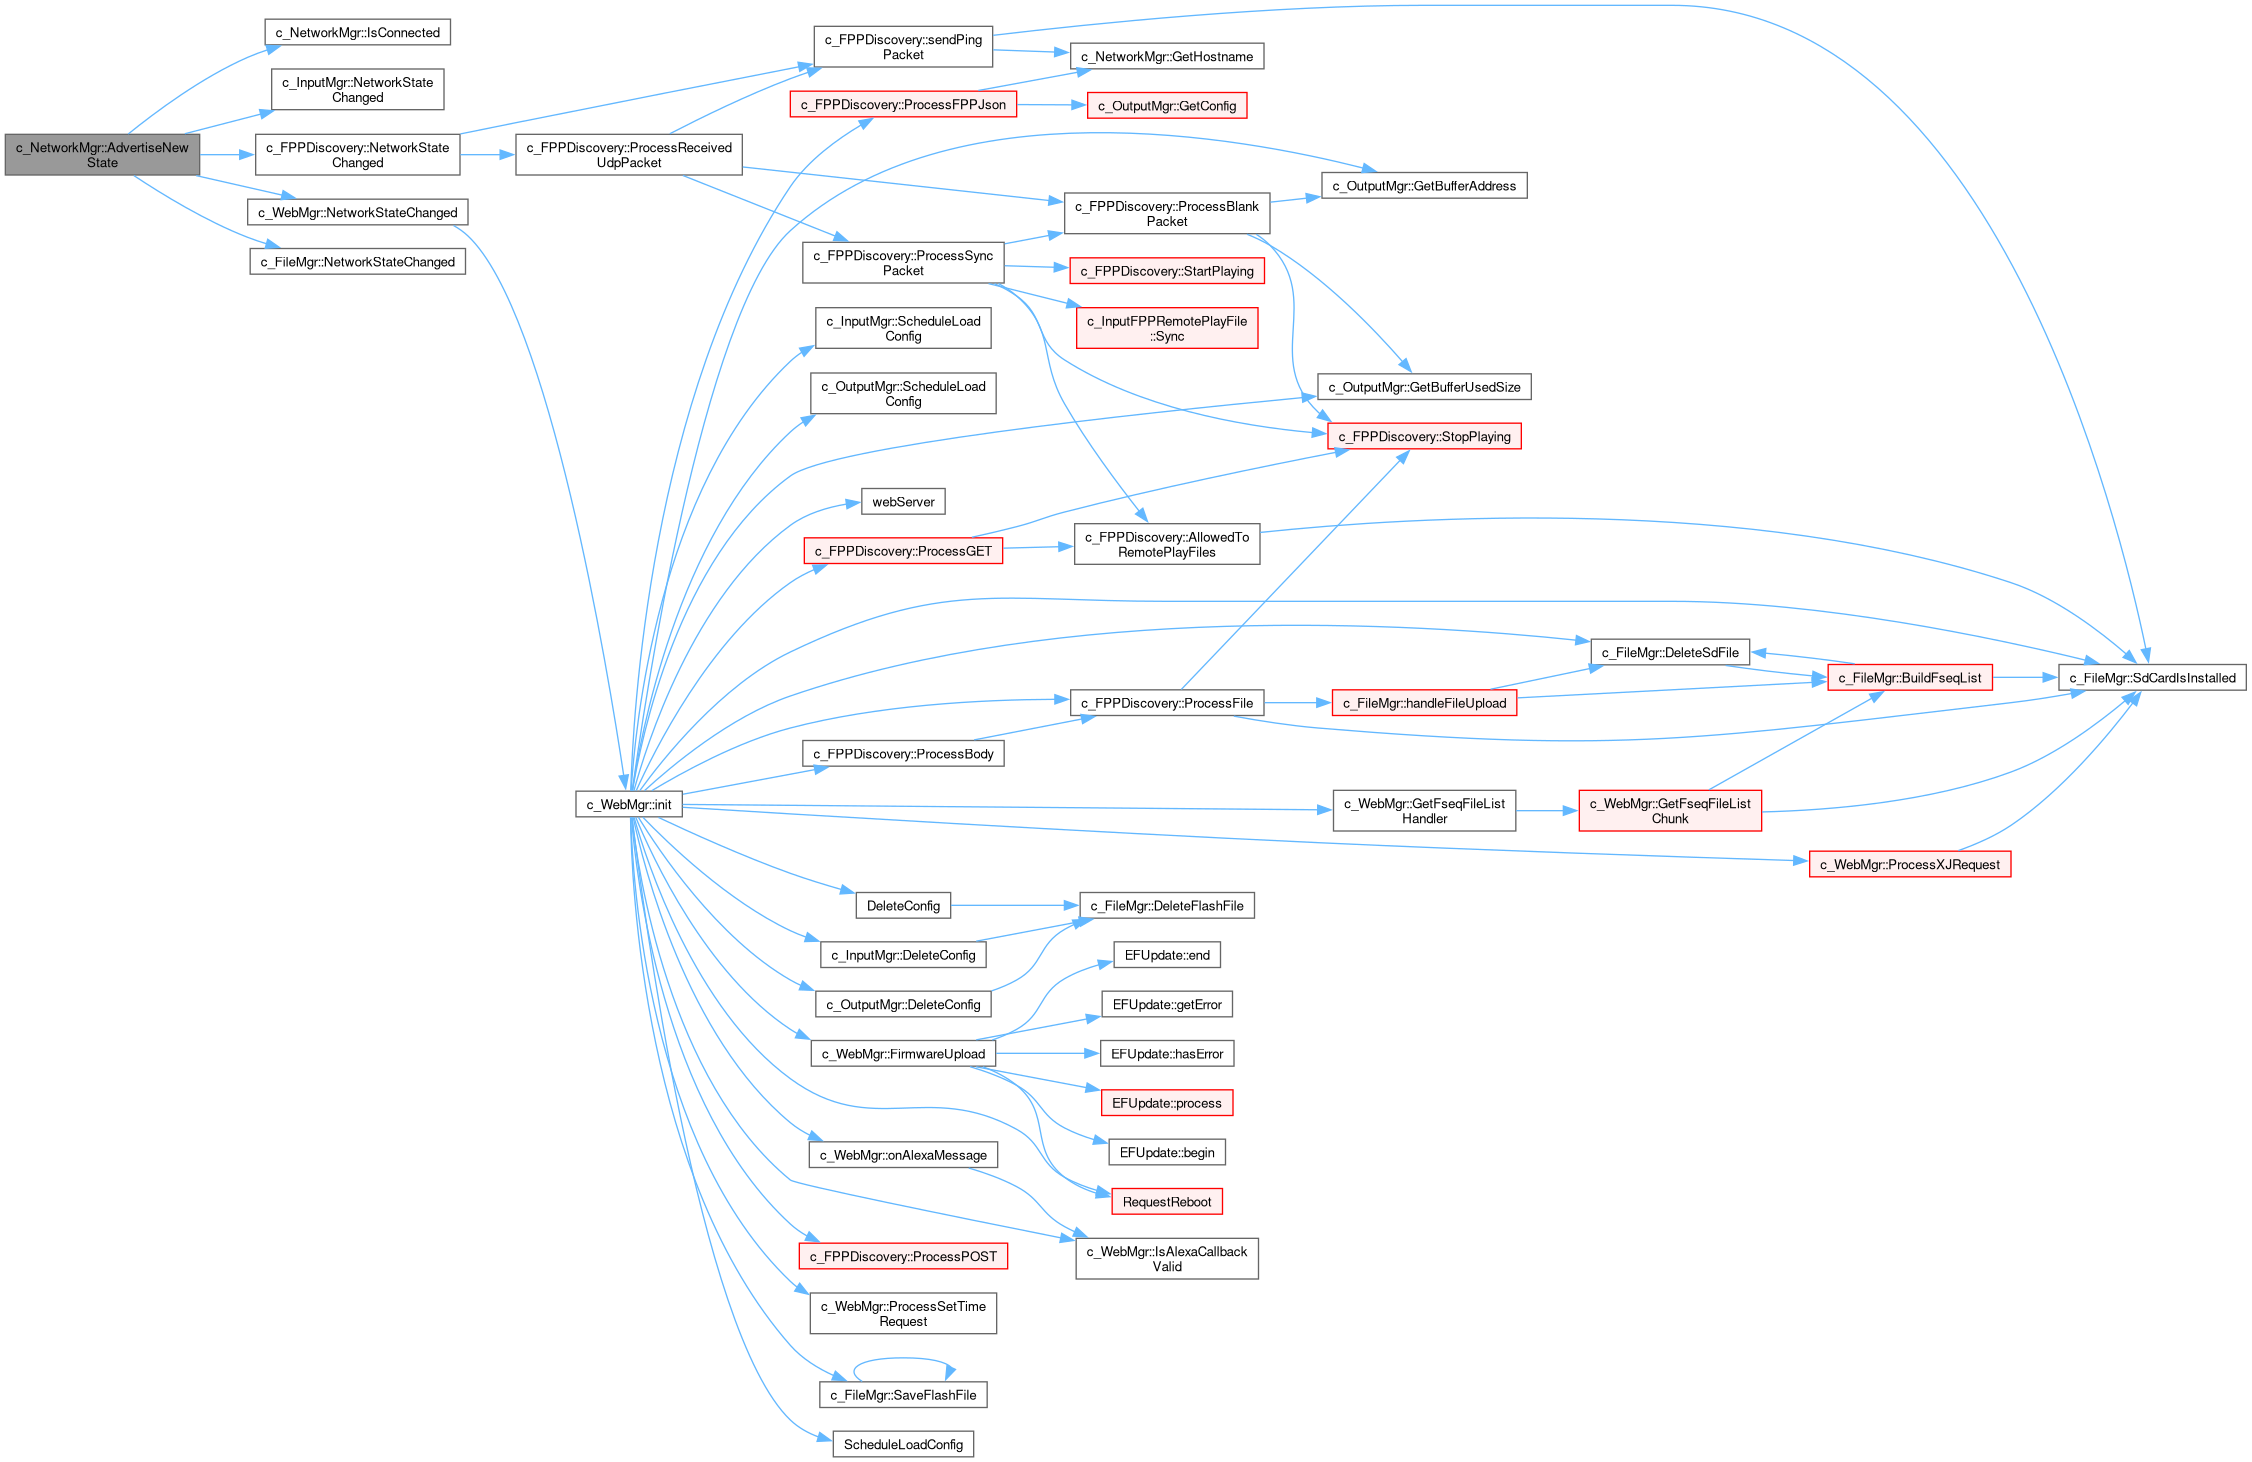 c_NetworkMgr::AdvertiseNew
State
c_NetworkMgr::IsConnected
c_InputMgr::NetworkState
Changed
c_FPPDiscovery::NetworkState
Changed
c_WebMgr::NetworkStateChanged
c_FileMgr::NetworkStateChanged
c_FPPDiscovery::ProcessReceived
UdpPacket
c_WebMgr::init
c_FPPDiscovery::sendPing
Packet
c_FPPDiscovery::ProcessFPPJson
c_FPPDiscovery::ProcessSync
Packet
c_InputMgr::ScheduleLoad
Config
c_OutputMgr::ScheduleLoad
Config
webServer
c_FPPDiscovery::ProcessGET
c_FPPDiscovery::ProcessBody
DeleteConfig
c_InputMgr::DeleteConfig
c_OutputMgr::DeleteConfig
c_WebMgr::FirmwareUpload
c_WebMgr::onAlexaMessage
c_FPPDiscovery::ProcessPOST
c_WebMgr::ProcessSetTime
Request
c_FileMgr::SaveFlashFile
ScheduleLoadConfig
c_NetworkMgr::GetHostname
c_OutputMgr::GetConfig
c_FPPDiscovery::ProcessBlank
Packet
c_FPPDiscovery::StartPlaying
c_InputFPPRemotePlayFile
::Sync
c_FPPDiscovery::AllowedTo
RemotePlayFiles
c_FPPDiscovery::ProcessFile
c_FileMgr::DeleteFlashFile
EFUpdate::end
EFUpdate::getError
EFUpdate::hasError
EFUpdate::process
EFUpdate::begin
RequestReboot
c_WebMgr::IsAlexaCallback
Valid
c_OutputMgr::GetBufferAddress
c_OutputMgr::GetBufferUsedSize
c_FPPDiscovery::StopPlaying
c_FileMgr::handleFileUpload
c_WebMgr::GetFseqFileList
Handler
c_FileMgr::DeleteSdFile
c_WebMgr::GetFseqFileList
Chunk
c_FileMgr::BuildFseqList
c_WebMgr::ProcessXJRequest
c_FileMgr::SdCardIsInstalled